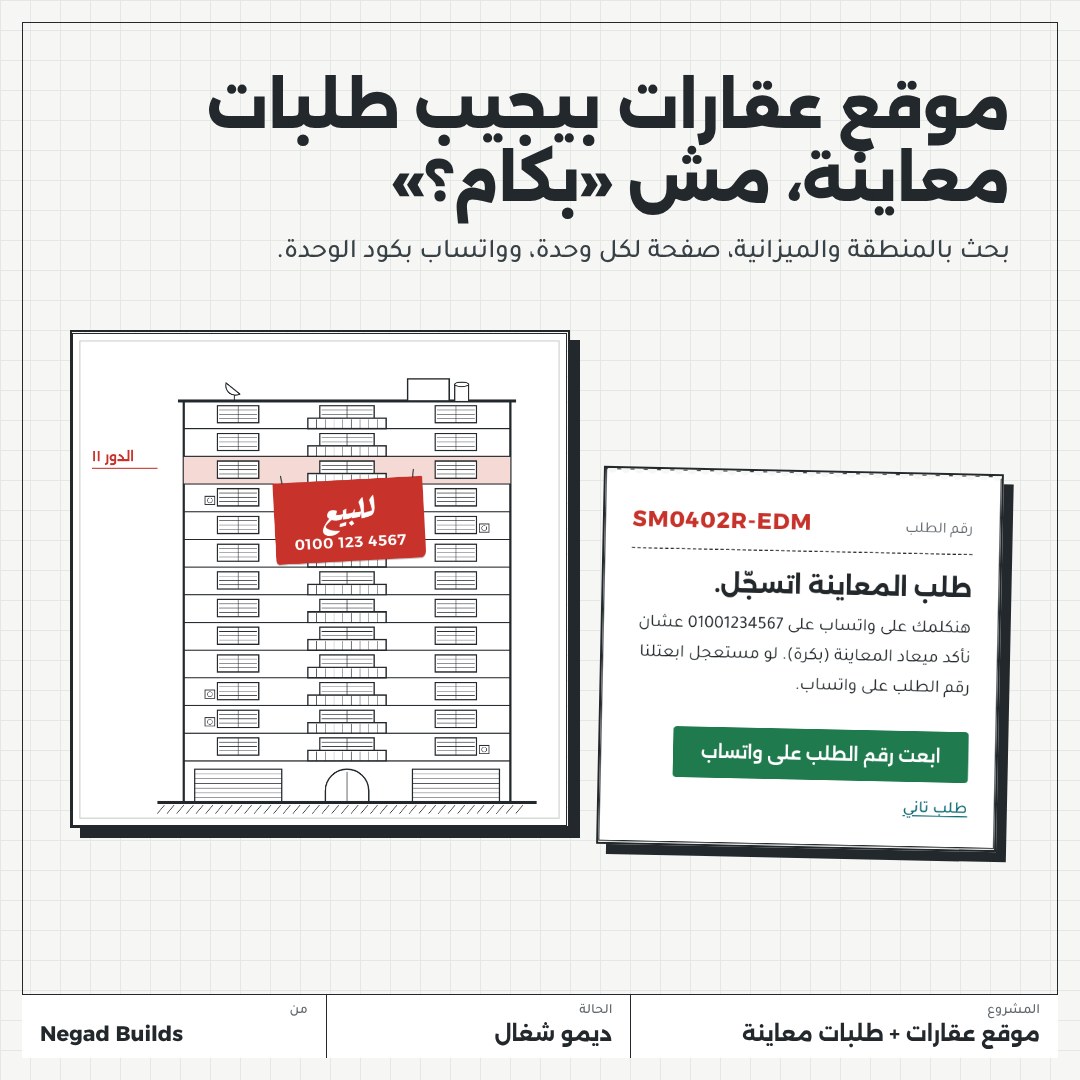 موقع عقارات بيجيب طلبات
معاينة، مش «بكام؟»
بحث بالمنطقة والميزانية، صفحة لكل وحدة، وواتساب بكود الوحدة.
الدور 11
للبيع
0100 123 4567
رقم الطلب SM0402R-EDM
طلب المعاينة اتسجّل.
هنكلمك على واتساب على 01001234567 عشان
نأكد ميعاد المعاينة (بكرة). لو مستعجل ابعتلنا
رقم الطلب على واتساب.
ابعت رقم الطلب على واتساب
طلب تاني
المشروع
موقع عقارات + طلبات معاينة
الحالة
ديمو شغال
من
Negad Builds